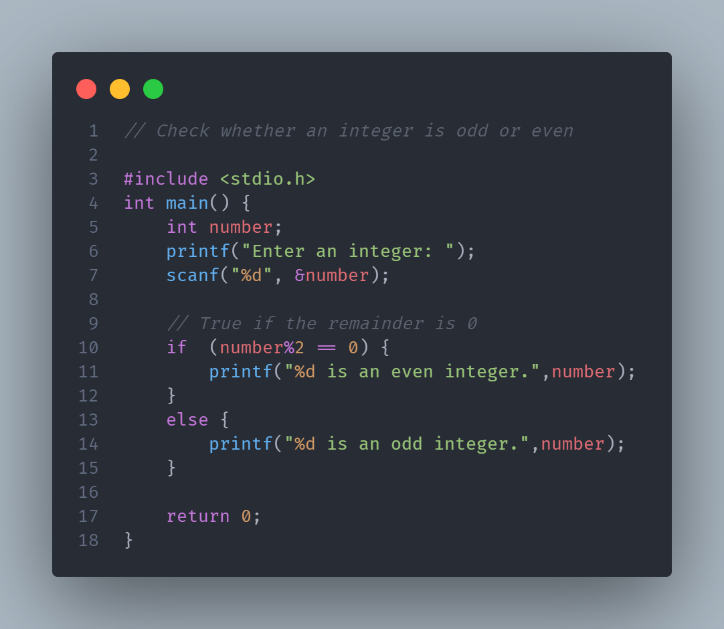 1 // Check whether an integer is odd or even
2
3 #include <stdio.h>
4 int main() {
5     int number;
6     printf("Enter an integer: ");
7     scanf("%d", &number);
8
9     // True if the remainder is 0
10     if  (number%2 == 0) {
11         printf("%d is an even integer.",number);
12     }
13     else {
14         printf("%d is an odd integer.",number);
15     }
16
17     return 0;
18 }